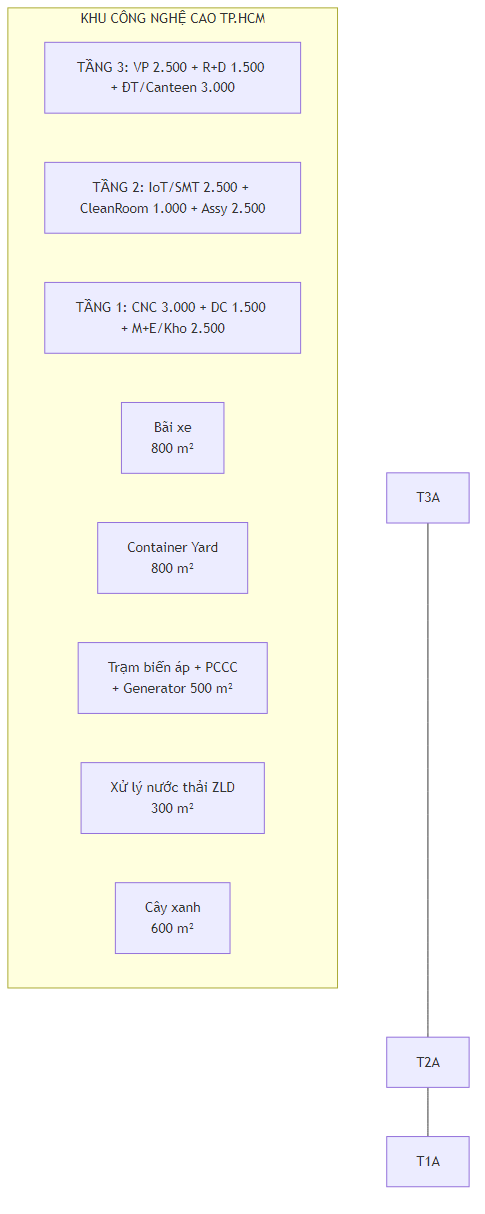 KHU CÔNG NGHỆ CAO TP.HCM
TẦNG 3: VP 2.500 + R+D 1.500
+ ĐT/Canteen 3.000
TẦNG 2: IoT/SMT 2.500 +
CleanRoom 1.000 + Assy 2.500
TẦNG 1: CNC 3.000 + DC 1.500
+ M+E/Kho 2.500
Bãi xe
800 m²
Container Yard
800 m²
Trạm biến áp + PCCC
+ Generator 500 m²
Xử lý nước thải ZLD
300 m²
Cây xanh
600 m²
T3A
T2A
T1A